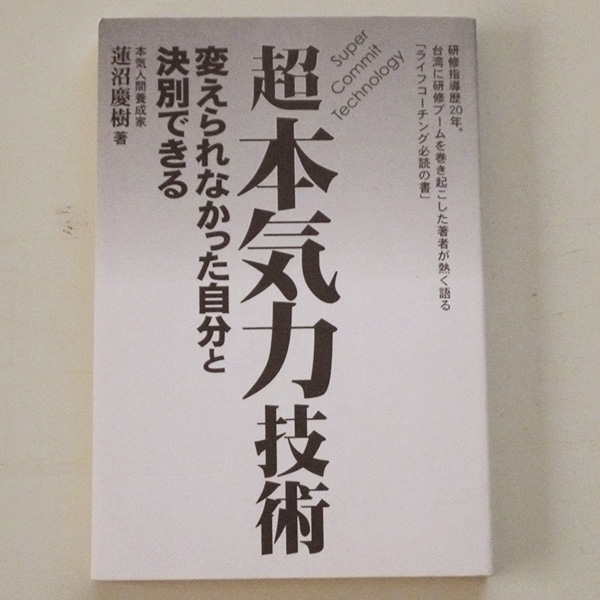 研修指導歴20年。
台湾に研修ブームを巻き起こした著者が熱く語る
「ライフコーチング必読の書」
Super
Commit
Technology
超本気力技術
変えられなかった自分と
決別できる
本気人間養成家
蓮沼慶樹 著